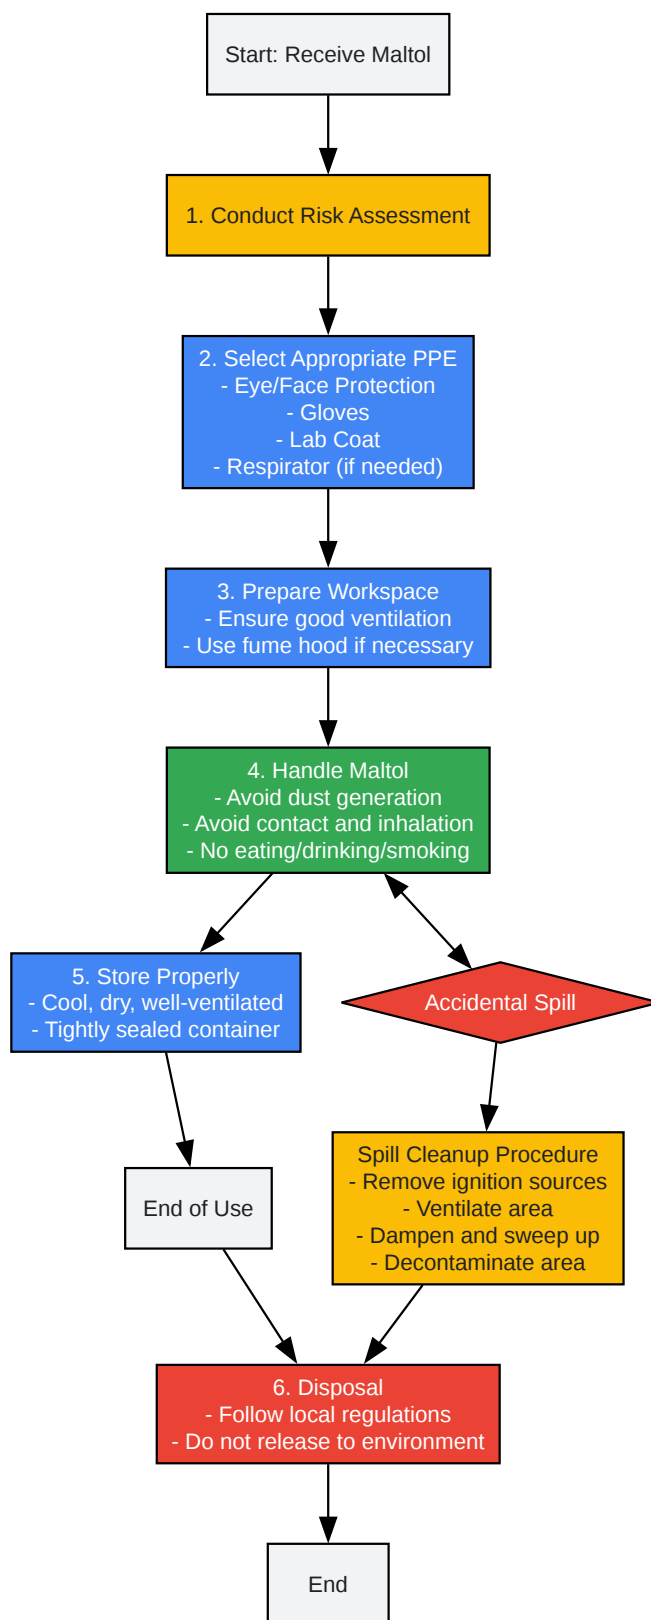 Start: Receive Maltol
1. Conduct Risk Assessment
2. Select Appropriate PPE
- Eye/Face Protection
- Gloves
- Lab Coat
- Respirator (if needed)
3. Prepare Workspace
- Ensure good ventilation
- Use fume hood if necessary
4. Handle Maltol
- Avoid dust generation
- Avoid contact and inhalation
- No eating/drinking/smoking
5. Store Properly
- Cool, dry, well-ventilated
- Tightly sealed container
Accidental Spill
End of Use
Spill Cleanup Procedure
- Remove ignition sources
- Ventilate area
- Dampen and sweep up
- Decontaminate area
6. Disposal
- Follow local regulations
- Do not release to environment
End